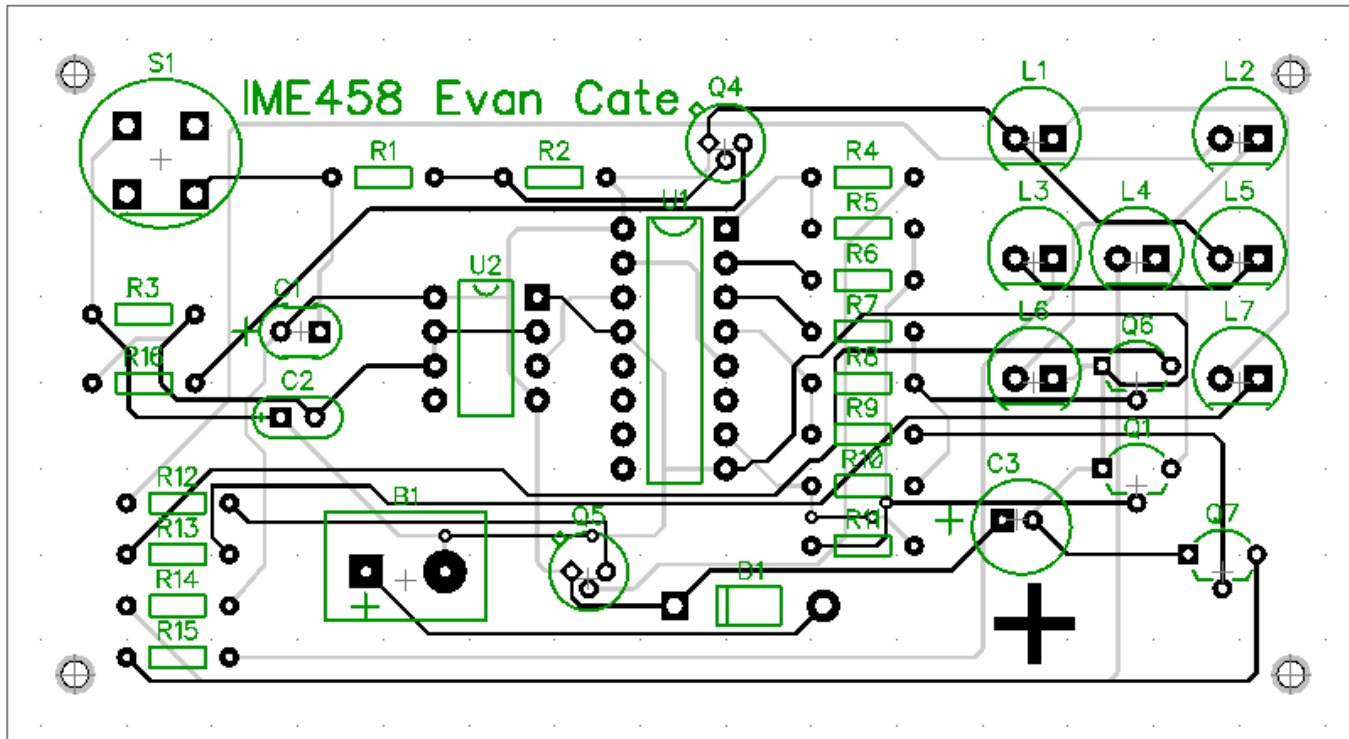 S1
IME458 Evan Cate
Q4
L1
L2
R1
R2
R4
U1
R5
L3
L4
L5
R6
U2
R3
C1
R7
L6
Q6
L7
R16
R8
C2
R9
Q1
R10
C3
R12
B1
Q5
R11
Q7
R13
R14
D1
R15